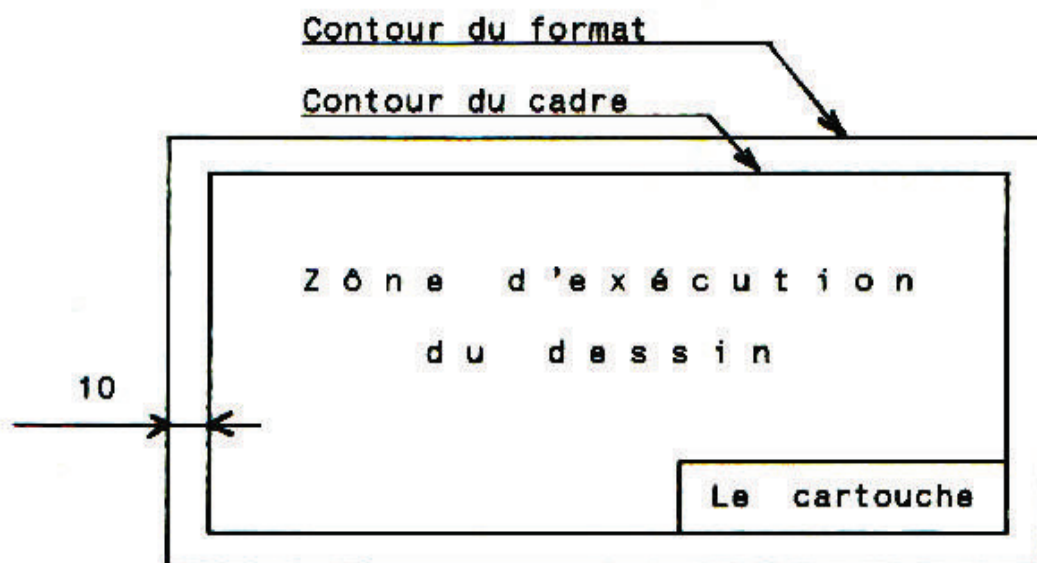 Contour du format
Contour du cadre
Zône d'exécution
du dessin
10
Le cartouche